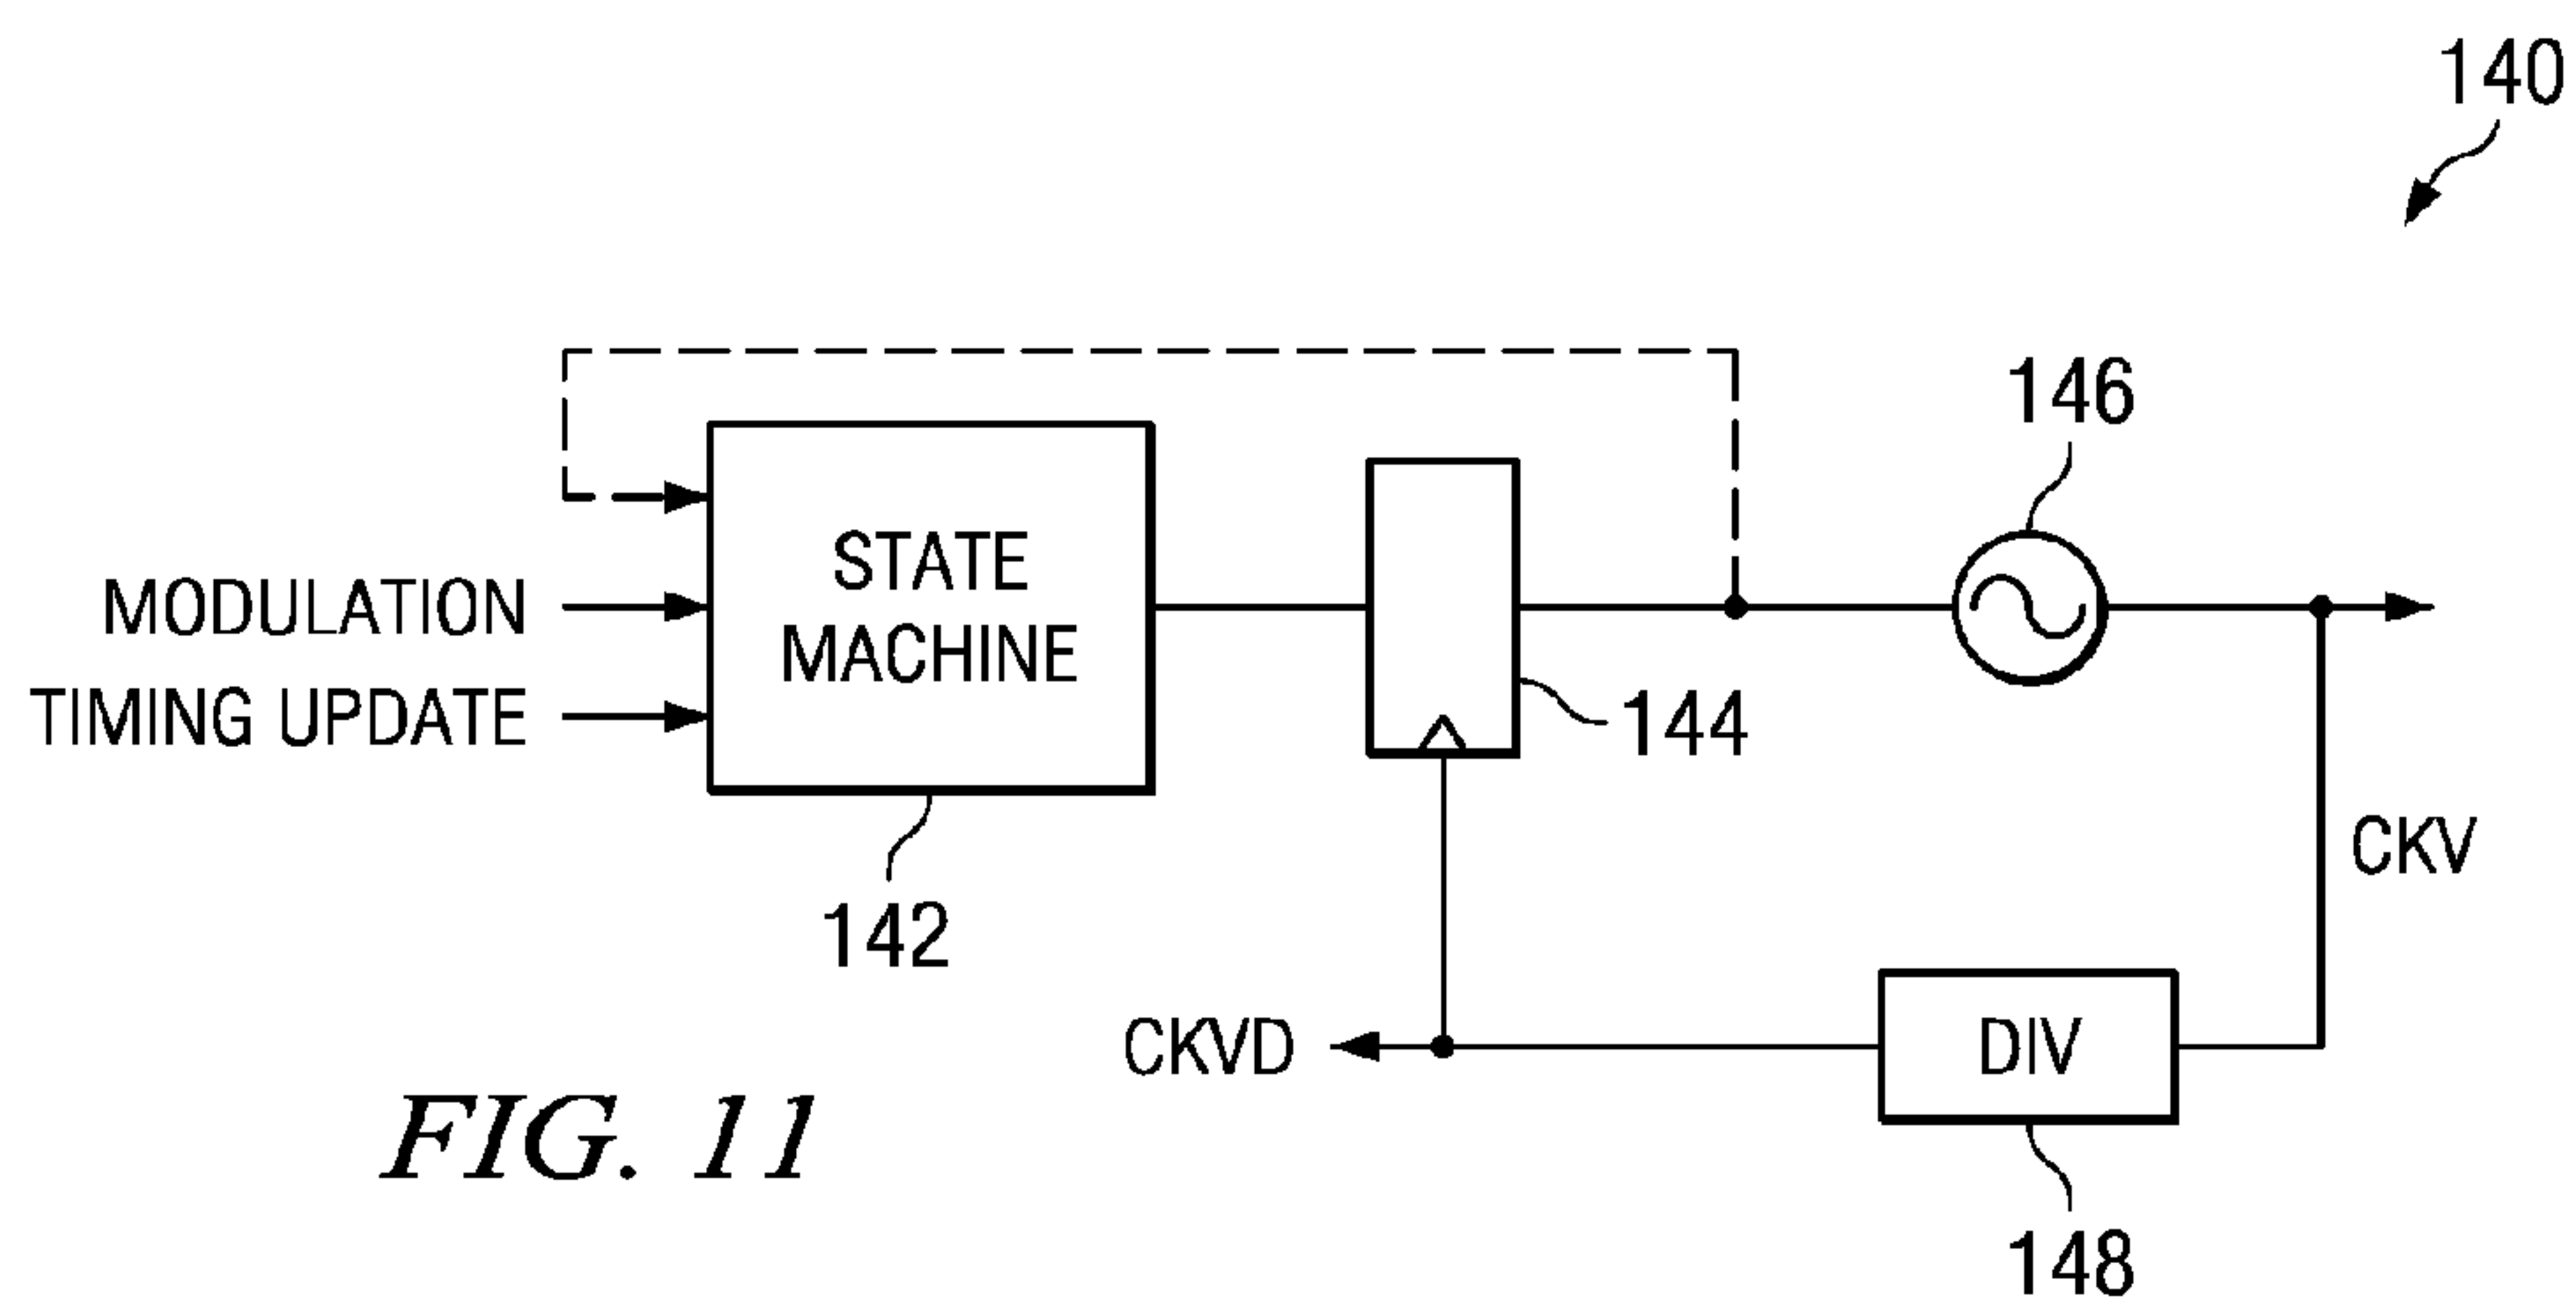 140
146
STATE
MACHINE
MODULATION
TIMING UPDATE
144
CKV
142
CKVD
DIV
FIG. 11
148